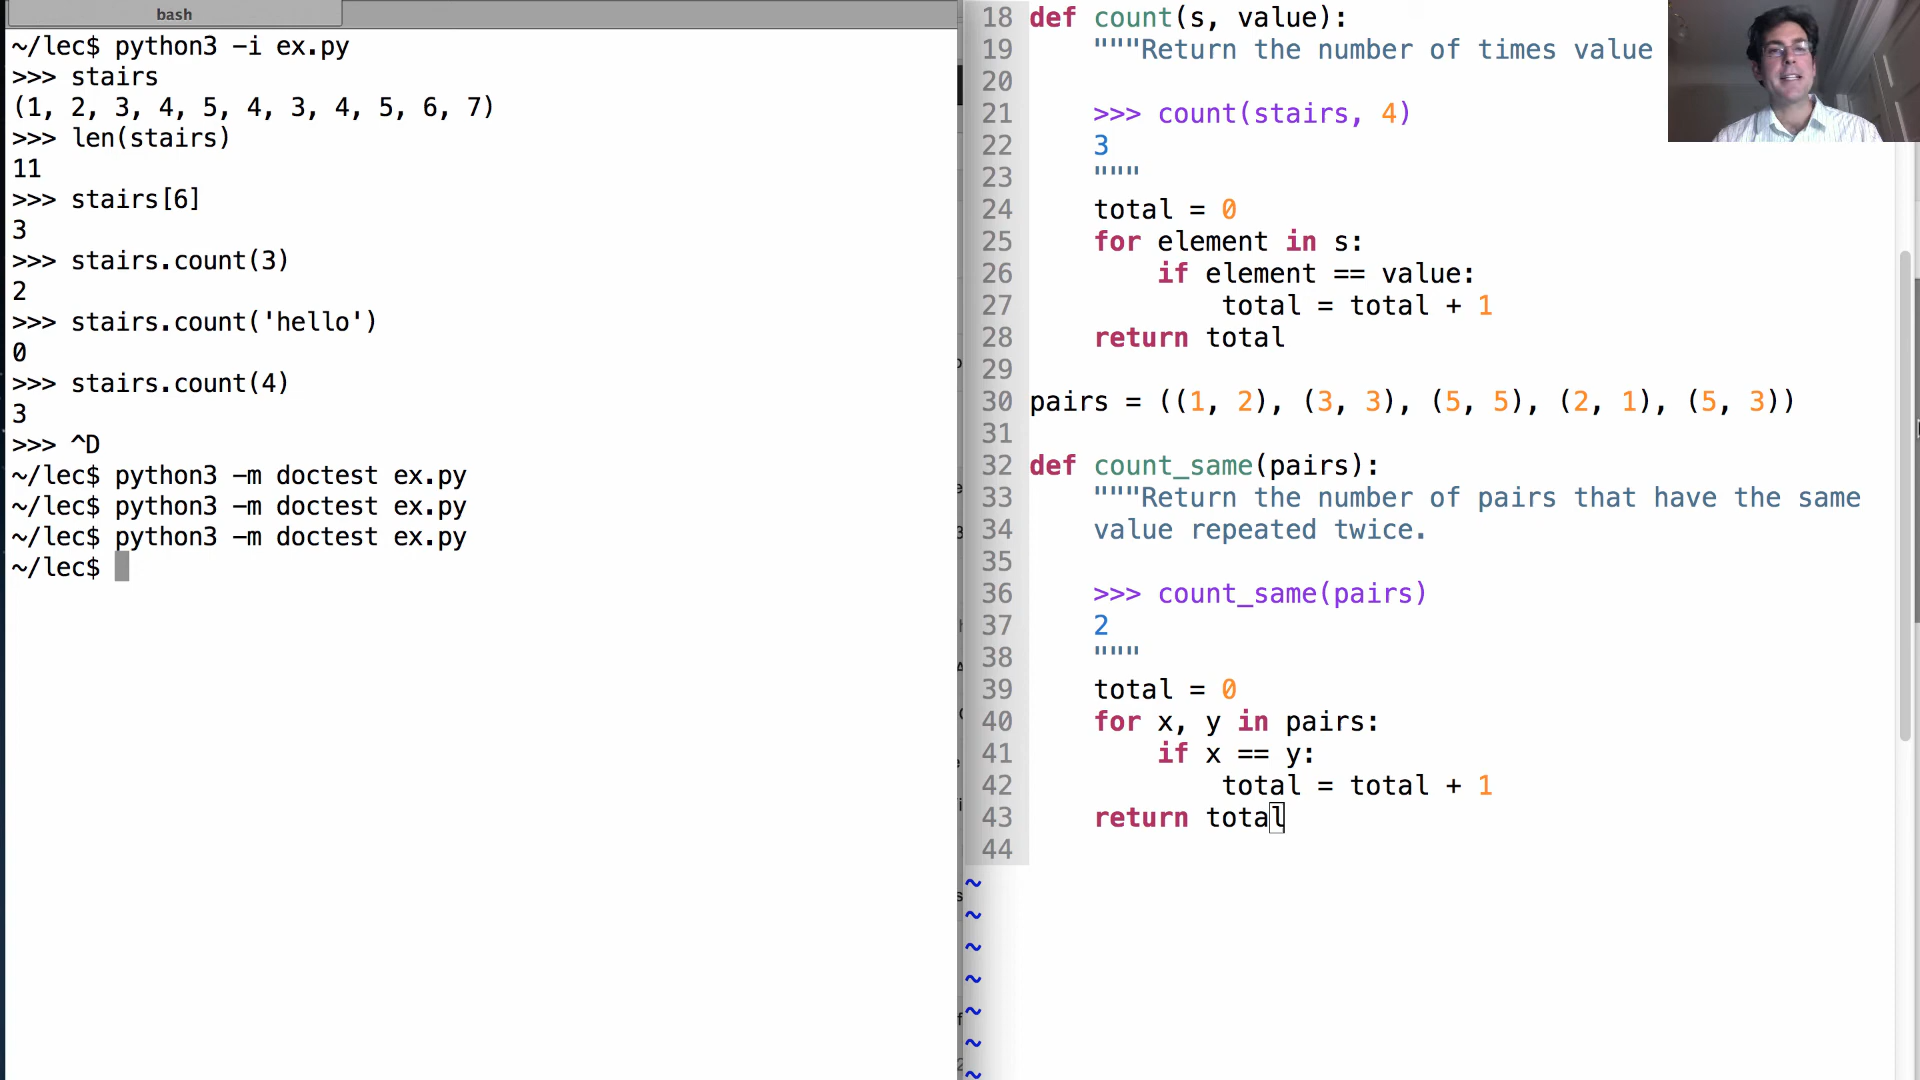 bash
~/lec$ python3 -i ex.py
>>> stairs
(1, 2, 3, 4, 5, 4, 3, 4, 5, 6, 7)
>>> len(stairs)
11
>>> stairs[6]
3
>>> stairs.count(3)
2
>>> stairs.count('hello')
0
>>> stairs.count(4)
3
>>> ^D
~/lec$ python3 -m doctest ex.py
~/lec$ python3 -m doctest ex.py
~/lec$ python3 -m doctest ex.py
~/lec$
18 def count(s, value):
19     """Return the number of times value
20
21     >>> count(stairs, 4)
22     3
23     """
24     total = 0
25     for element in s:
26         if element == value:
27             total = total + 1
28     return total
29
30 pairs = ((1, 2), (3, 3), (5, 5), (2, 1), (5, 3))
31
32 def count_same(pairs):
33     """Return the number of pairs that have the same
34     value repeated twice.
35
36     >>> count_same(pairs)
37     2
38     """
39     total = 0
40     for x, y in pairs:
41         if x == y:
42             total = total + 1
43     return total
44
~
~
~
~
~
~
~